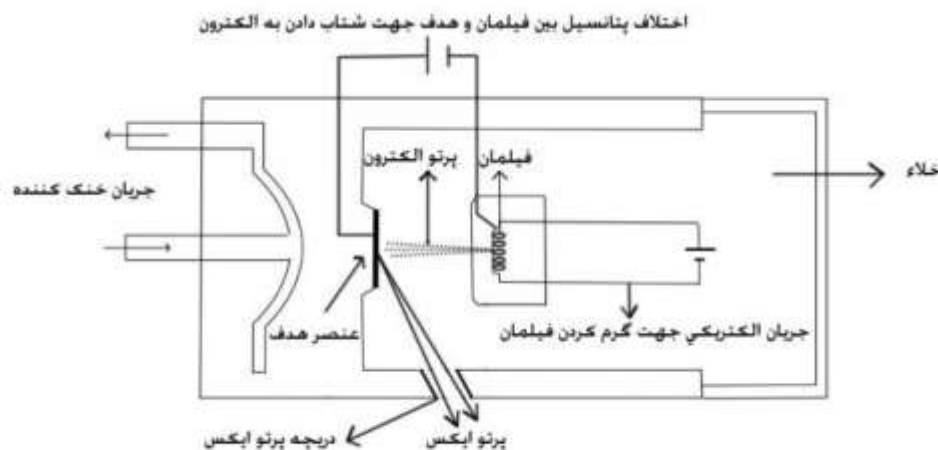 اختلاف پتانسیل بین فیلمان و هدف جهت شتاب دادن به الکترون
پرتو الکترون
فیلمان
خلاء
جریان خنک کننده
عنصر هدف
جریان الکتریکي جهت گرم کردن فیلمان
دریچه پرتو ایکس
پرتو ایکس